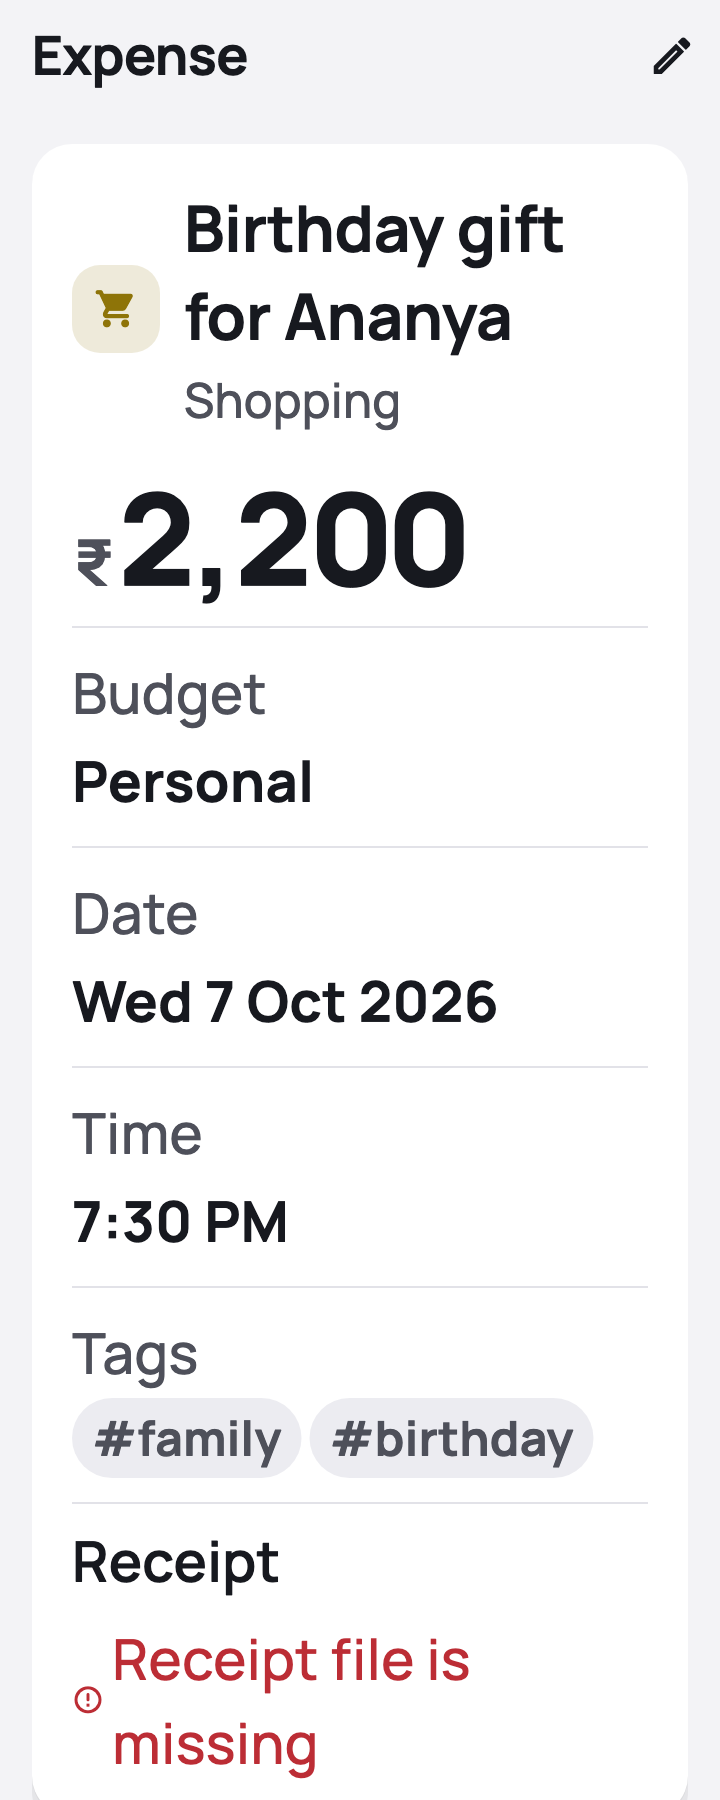 Expense
Birthday gift
for Ananya
Shopping
₹2,200
Budget
Personal
Date
Wed 7 Oct 2026
Time
7:30 PM
Tags
#family #birthday
Receipt
Receipt file is
missing